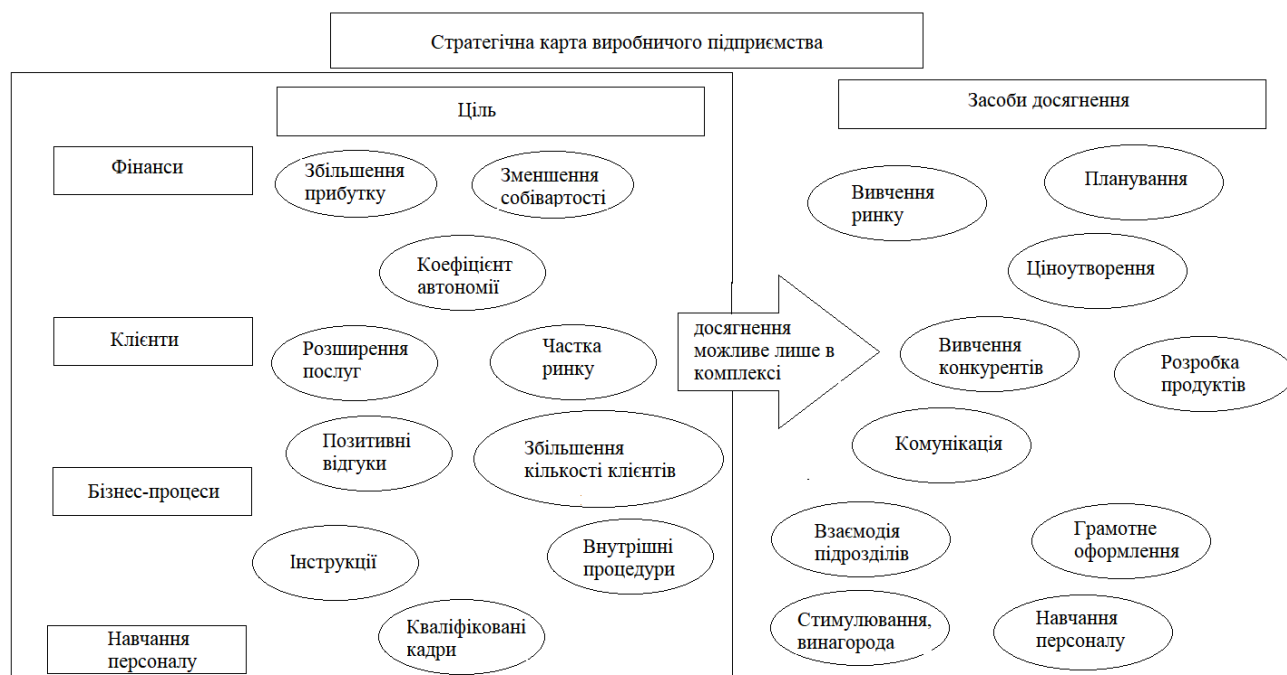 Стратегічна карта виробничого підприємства
Ціль
Засоби досягнення
Фінанси
Збільшення
прибутку
Зменшення
собівартості
Вивчення
ринку
Планування
Коефіцієнт
автономії
Ціноутворення
Клієнти
Розширення
послуг
Частка
ринку
досягнення
можливе лише в
комплексі
Вивчення
конкурентів
Розробка
продуктів
Позитивні
відгуки
Збільшення
кількості клієнтів
Комунікація
Бізнес-процеси
Інструкції
Внутрішні
процедури
Взаємодія
підрозділів
Грамотне
оформлення
Навчання
персоналу
Кваліфіковані
кадри
Стимулювання,
винагорода
Навчання
персоналу